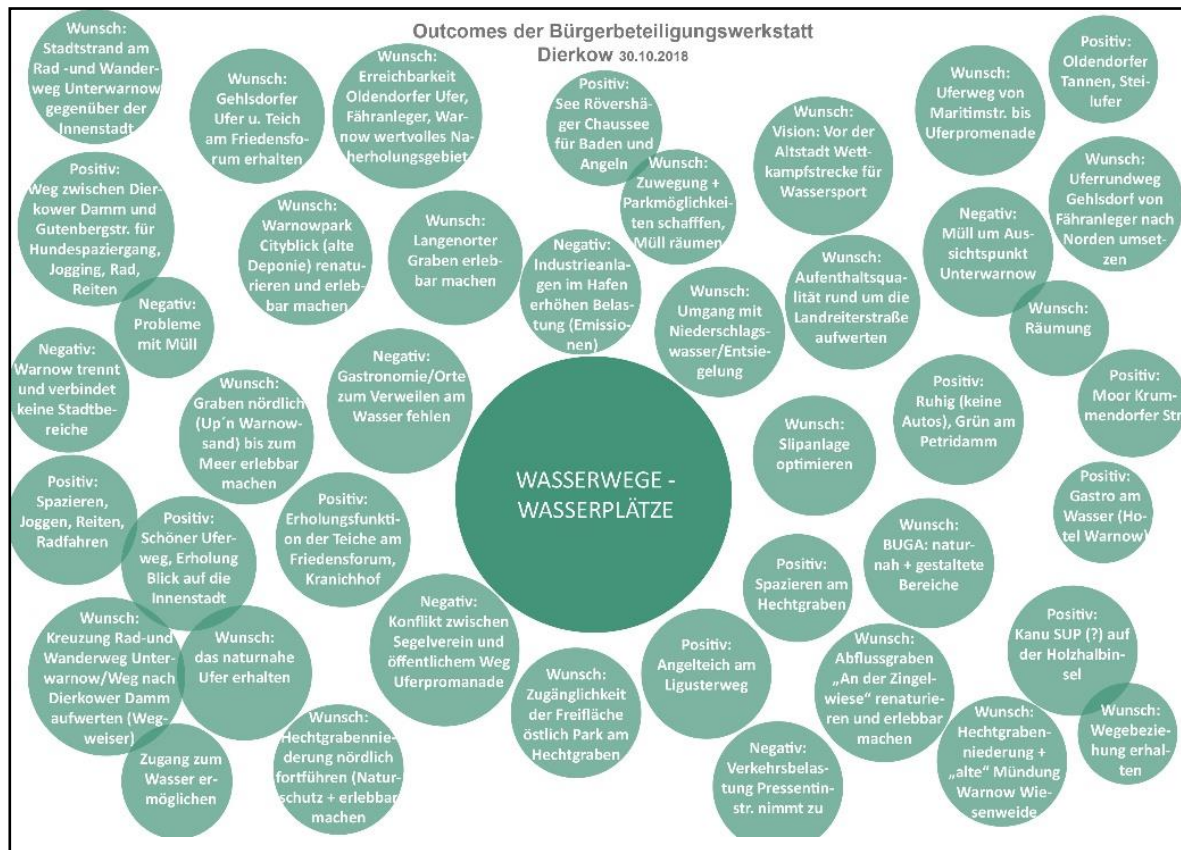 Outcomes der Bürgerbeteiligungswerkstatt
Dierkow 30.10.2018
Wunsch:
Stadtstrand am
Rad -und Wander-
weg Unterwarnow
gegenüber der
Innenstadt
Wunsch:
Gehlsdorfer
Ufer u. Teich
am Friedensfo-
rum erhalten
Wunsch:
Erreichbarkeit
Oldendorfer Ufer,
Fähranleger, War-
now wertvolles Na-
herholungsgebiet
Positiv:
See Rövershä-
ger Chaussee
für Baden und
Angeln
Wunsch:
Zuwegung +
Parkmöglich-
keiten schafffen,
Müll räumen
Wunsch:
Vision: Vor der
Altstadt Wett-
kampfstrecke für
Wassersport
Wunsch:
Uferweg von
Maritimstr. bis
Uferpromenade
Positiv:
Oldendorfer
Tannen, Stei-
lufer
Positiv:
Weg zwischen Dier-
kower Damm und
Gutenbergstr. für
Hundespaziergang,
Jogging, Rad,
Reiten
Negativ:
Probleme
mit Müll
Wunsch:
Warnowpark
Cityblick (alte
Deponie) renatu-
rieren und erleb-
bar machen
Wunsch:
Langenorter
Graben erleb-
bar machen
Negativ:
Industrieanla-
gen im Hafen
erhöhen Belas-
tung (Emissio-
nen)
Wunsch:
Umgang mit
Niederschlags-
wasser/Entsie-
gelung
Wunsch:
Aufenthaltsqua-
lität rund um die
Landreiterstraße
aufwerten
Negativ:
Müll um Aus-
sichtspunkt
Unterwarnow
Wunsch:
Räumung
Wunsch:
Uferrundweg
Gehlsdorf von
Fähranleger nach
Norden umset-
zen
Negativ:
Warnow trennt
und verbindet
keine Stadtbe-
reiche
Wunsch:
Graben nördlich
(Up´n Warnow-
sand) bis zum
Meer erlebbar
machen
Negativ:
Gastronomie/Orte
zum Verweilen am
Wasser fehlen
WASSERWEGE -
WASSERPLÄTZE
Wunsch:
Slipanlage
optimieren
Positiv:
Ruhig (keine
Autos), Grün am
Petridamm
Positiv:
Moor Krum-
mendorfer Str
Positiv:
Spazieren,
Joggen, Reiten,
Radfahren
Positiv:
Schöner Ufer-
weg, Erholung
Blick auf die
Innenstadt
Positiv:
Erholungsfunkti-
on der Teiche am
Friedensforum,
Kranichhof
Positiv:
Gastro am
Wasser (Ho-
tel Warnow)
Wunsch:
BUGA: natur-
nah + gestaltete
Bereiche
Positiv:
Spazieren am
Hechtgraben
Wunsch:
Kreuzung Rad-und
Wanderweg Unter-
warnow/Weg nach
Dierkower Damm
aufwerten (Weg-
weiser)
Wunsch:
das naturnahe
Ufer erhalten
Negativ:
Konflikt zwischen
Segelverein und
öffentlichem Weg
Uferpromanade
Wunsch:
Zugänglichkeit
der Freifläche
östlich Park am
Hechtgraben
Positiv:
Angelteich am
Ligusterweg
Wunsch:
Abflussgraben
„An der Zingel-
wiese“ renaturie-
ren und erlebbar
machen
Positiv:
Kanu SUP (?) auf
der Holzhalbin-
sel
Wunsch:
Wegebezie-
hung erhalten
Zugang zum
Wasser er-
möglichen
Wunsch:
Hechtgrabennie-
derung nördlich
fortführen (Natur-
schutz + erlebbar
machen
Negativ:
Verkehrsbelas-
tung Pressentin-
str. nimmt zu
Wunsch:
Hechtgraben-
niederung +
„alte“ Mündung
Warnow Wie-
senweide